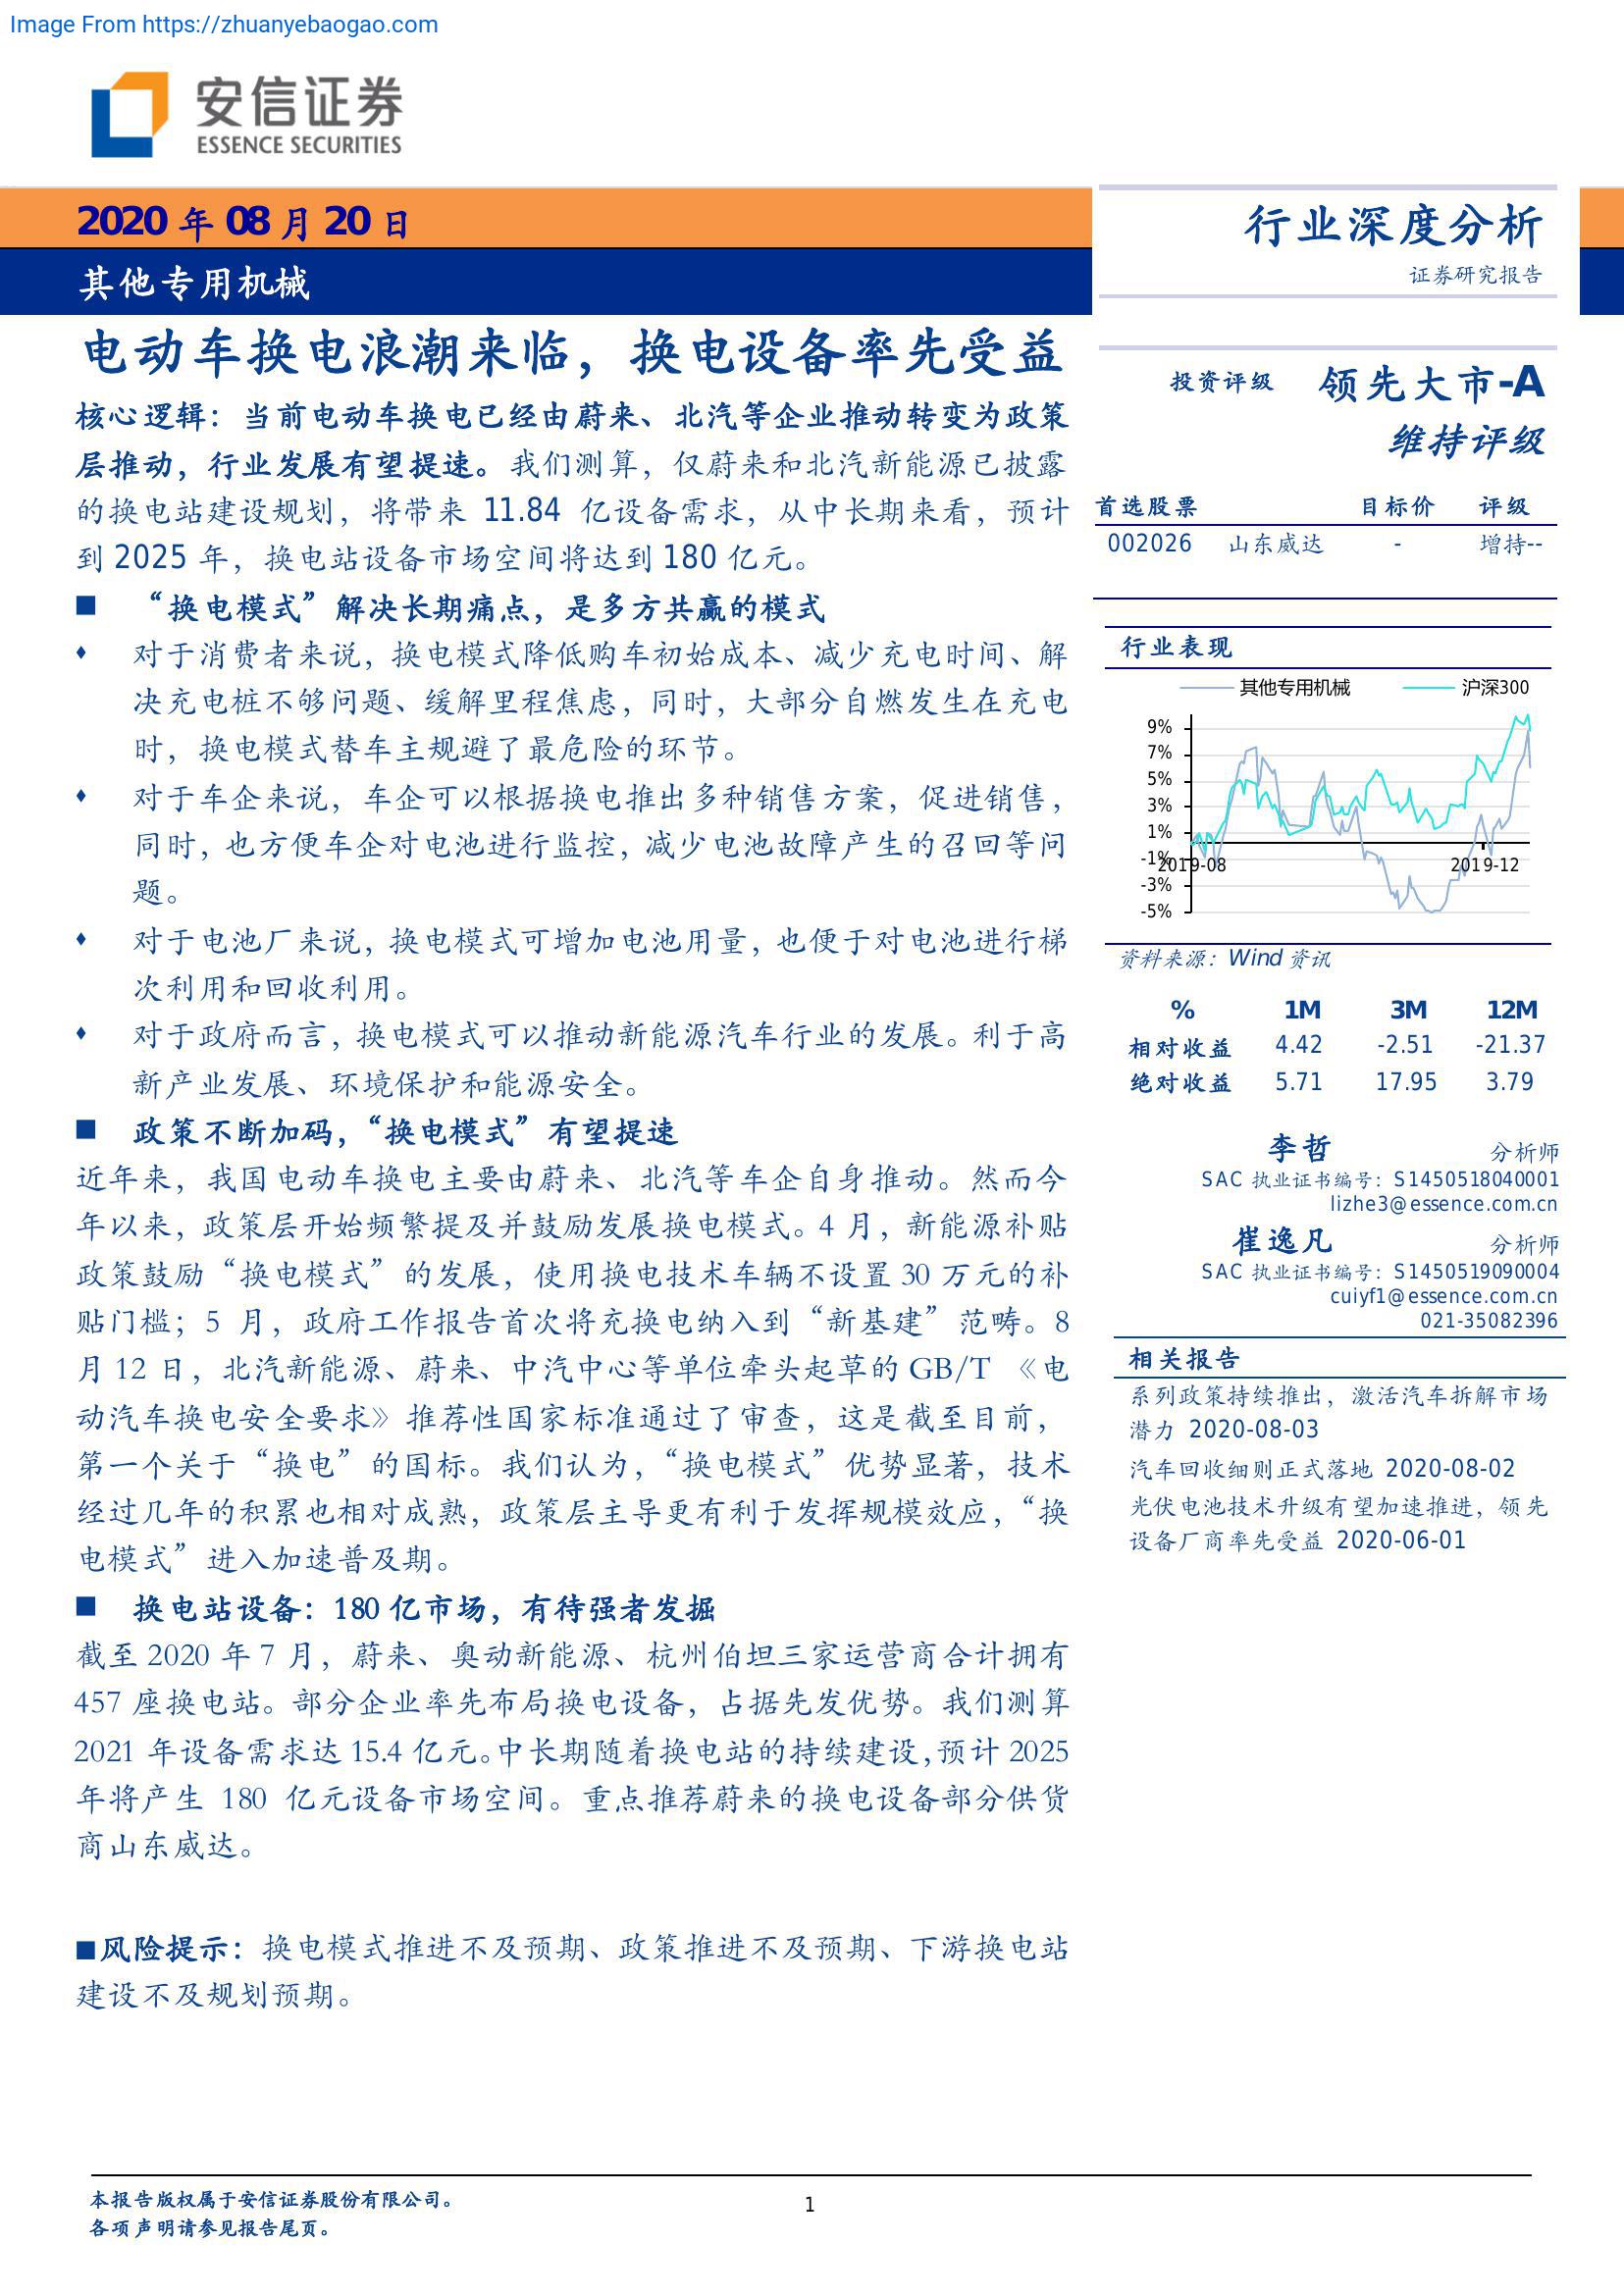 Image From https://zhuanyebaogao.com
安信证券
ESSENCE SECURITIES
2020 年 08 月 20 日
其他专用机械
电动车换电浪潮来临，换电设备率先受益
核心逻辑：当前电动车换电已经由蔚来、北汽等企业推动转变为政策
层推动，行业发展有望提速。我们测算，仅蔚来和北汽新能源已披露
的换电站建设规划，将带来 11.84 亿设备需求，从中长期来看，预计
到 2025 年，换电站设备市场空间将达到 180 亿元。
■ “换电模式”解决长期痛点，是多方共赢的模式
♦ 对于消费者来说，换电模式降低购车初始成本、减少充电时间、解
决充电桩不够问题、缓解里程焦虑，同时，大部分自燃发生在充电
时，换电模式替车主规避了最危险的环节。
♦ 对于车企来说，车企可以根据换电推出多种销售方案，促进销售，
同时，也方便车企对电池进行监控，减少电池故障产生的召回等问
题。
♦ 对于电池厂来说，换电模式可增加电池用量，也便于对电池进行梯
次利用和回收利用。
♦ 对于政府而言，换电模式可以推动新能源汽车行业的发展。利于高
新产业发展、环境保护和能源安全。
■ 政策不断加码，“换电模式”有望提速
近年来，我国电动车换电主要由蔚来、北汽等车企自身推动。然而今
年以来，政策层开始频繁提及并鼓励发展换电模式。4 月，新能源补贴
政策鼓励“换电模式”的发展，使用换电技术车辆不设置 30 万元的补
贴门槛；5 月，政府工作报告首次将充换电纳入到“新基建”范畴。8
月 12 日，北汽新能源、蔚来、中汽中心等单位牵头起草的 GB/T 《电
动汽车换电安全要求》推荐性国家标准通过了审查，这是截至目前，
第一个关于“换电”的国标。我们认为，“换电模式”优势显著，技术
经过几年的积累也相对成熟，政策层主导更有利于发挥规模效应，“换
电模式”进入加速普及期。
■ 换电站设备：180 亿市场，有待强者发掘
截至 2020 年 7 月，蔚来、奥动新能源、杭州伯坦三家运营商合计拥有
457 座换电站。部分企业率先布局换电设备，占据先发优势。我们测算
2021 年设备需求达 15.4 亿元。中长期随着换电站的持续建设，预计 2025
年将产生 180 亿元设备市场空间。重点推荐蔚来的换电设备部分供货
商山东威达。
■风险提示：换电模式推进不及预期、政策推进不及预期、下游换电站
建设不及规划预期。
行业深度分析
证券研究报告
投资评级 领先大市-A
维持评级
首选股票 目标价 评级
002026 山东威达 - 增持--
行业表现
其他专用机械 沪深300
9%
7%
5%
3%
1%
-1%
-3%
-5%
2019-08 2019-12
资料来源：Wind 资讯
% 1M 3M 12M
相对收益 4.42 -2.51 -21.37
绝对收益 5.71 17.95 3.79
李哲 分析师
SAC 执业证书编号：S1450518040001
lizhe3@essence.com.cn
崔逸凡 分析师
SAC 执业证书编号：S1450519090004
cuiyf1@essence.com.cn
021-35082396
相关报告
系列政策持续推出，激活汽车拆解市场
潜力 2020-08-03
汽车回收细则正式落地 2020-08-02
光伏电池技术升级有望加速推进，领先
设备厂商率先受益 2020-06-01
本报告版权属于安信证券股份有限公司。
各项声明请参见报告尾页。
1